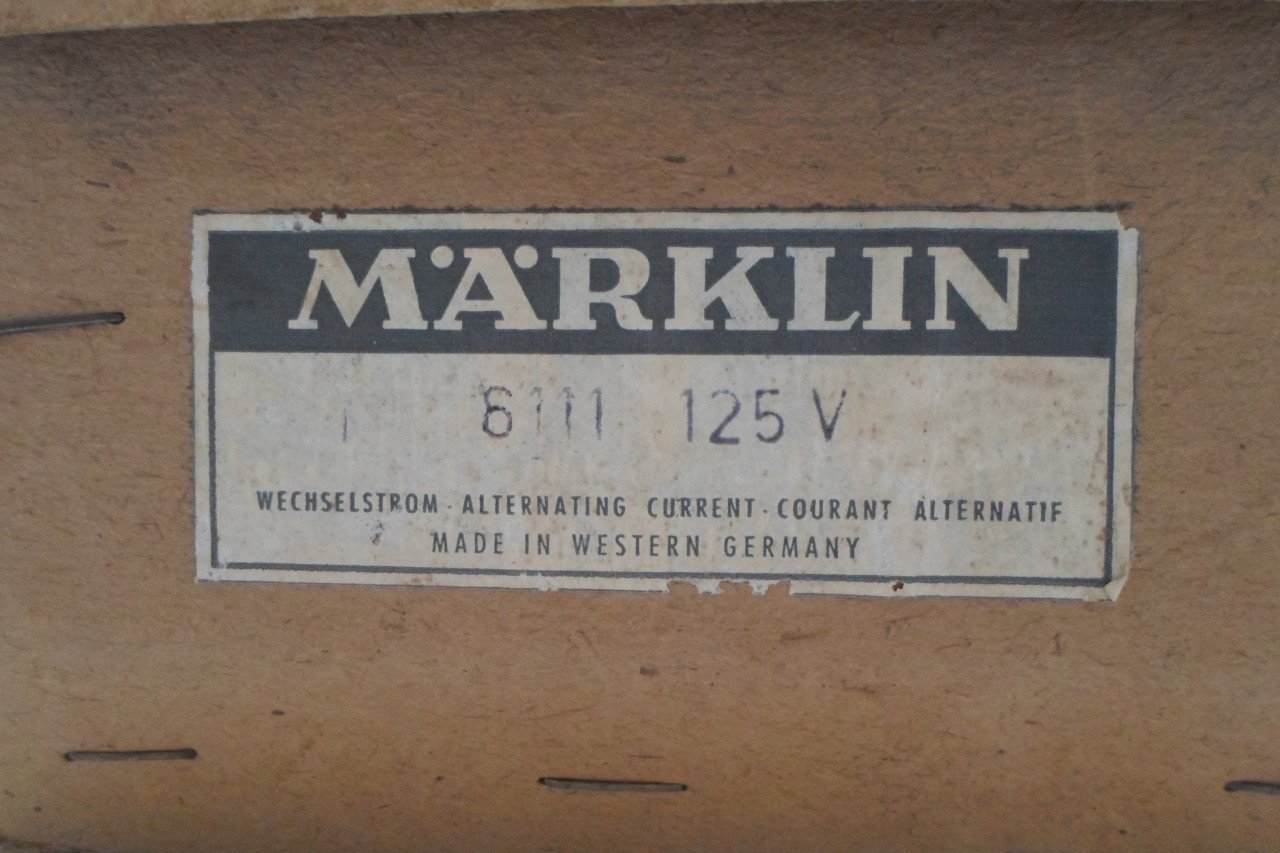 MÄRKLIN
6111 125 V
WECHSELSTROM · ALTERNATING CURRENT · COURANT ALTERNATIF
MADE IN WESTERN GERMANY